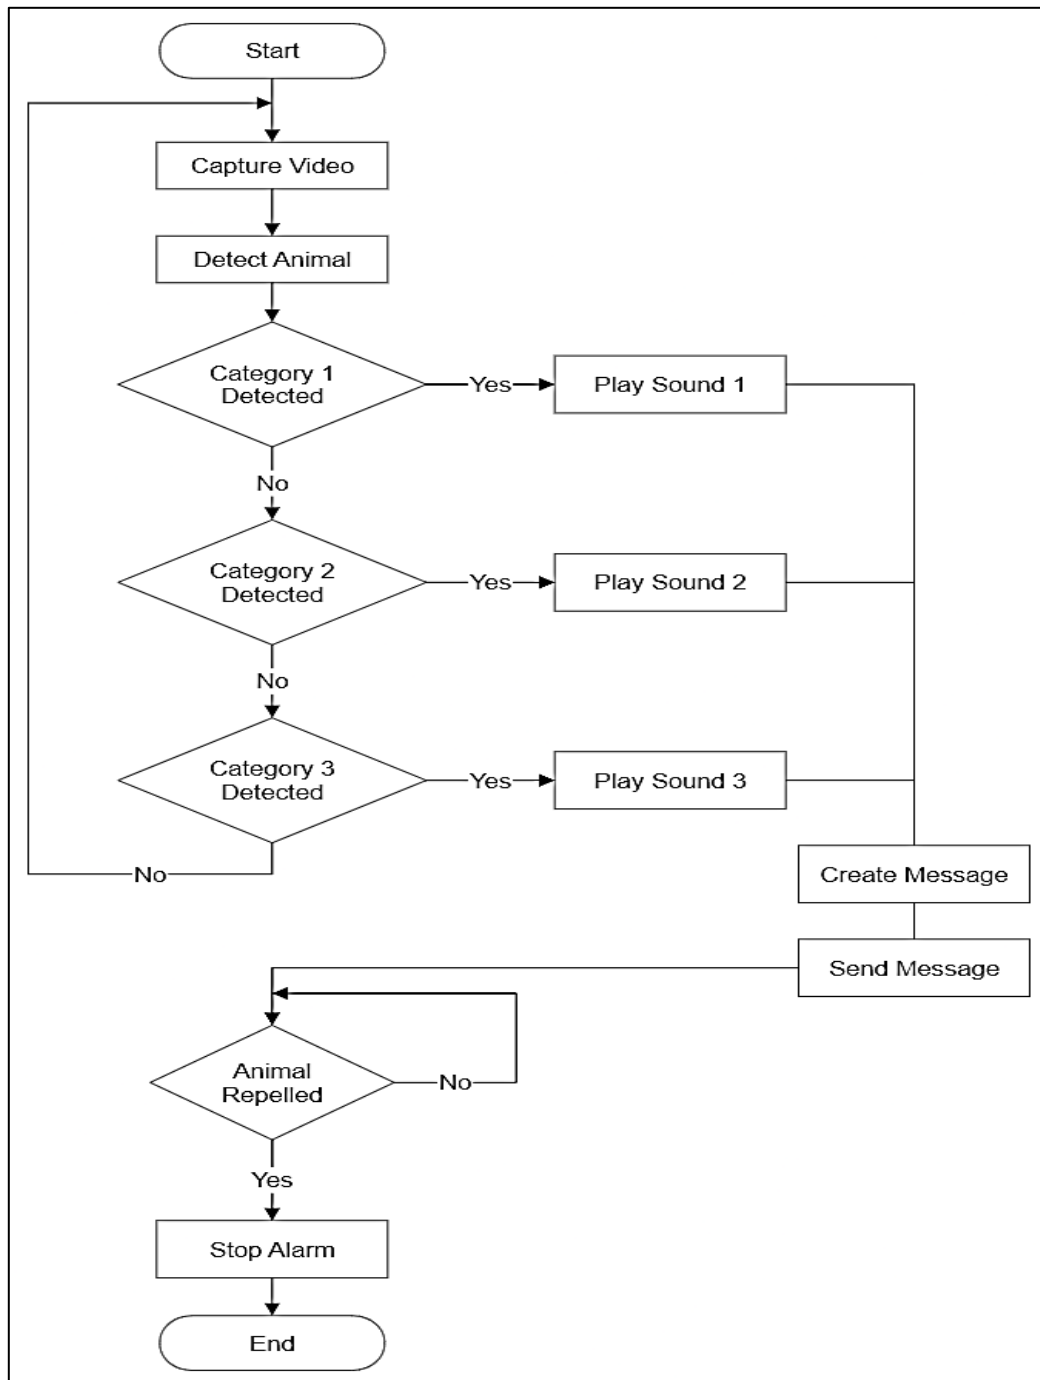 Start
Capture Video
Detect Animal
Category 1
Detected
Yes
Play Sound 1
No
Category 2
Detected
Yes
Play Sound 2
No
Category 3
Detected
Yes
Play Sound 3
No
Create Message
Send Message
Animal
Repelled
No
Yes
Stop Alarm
End